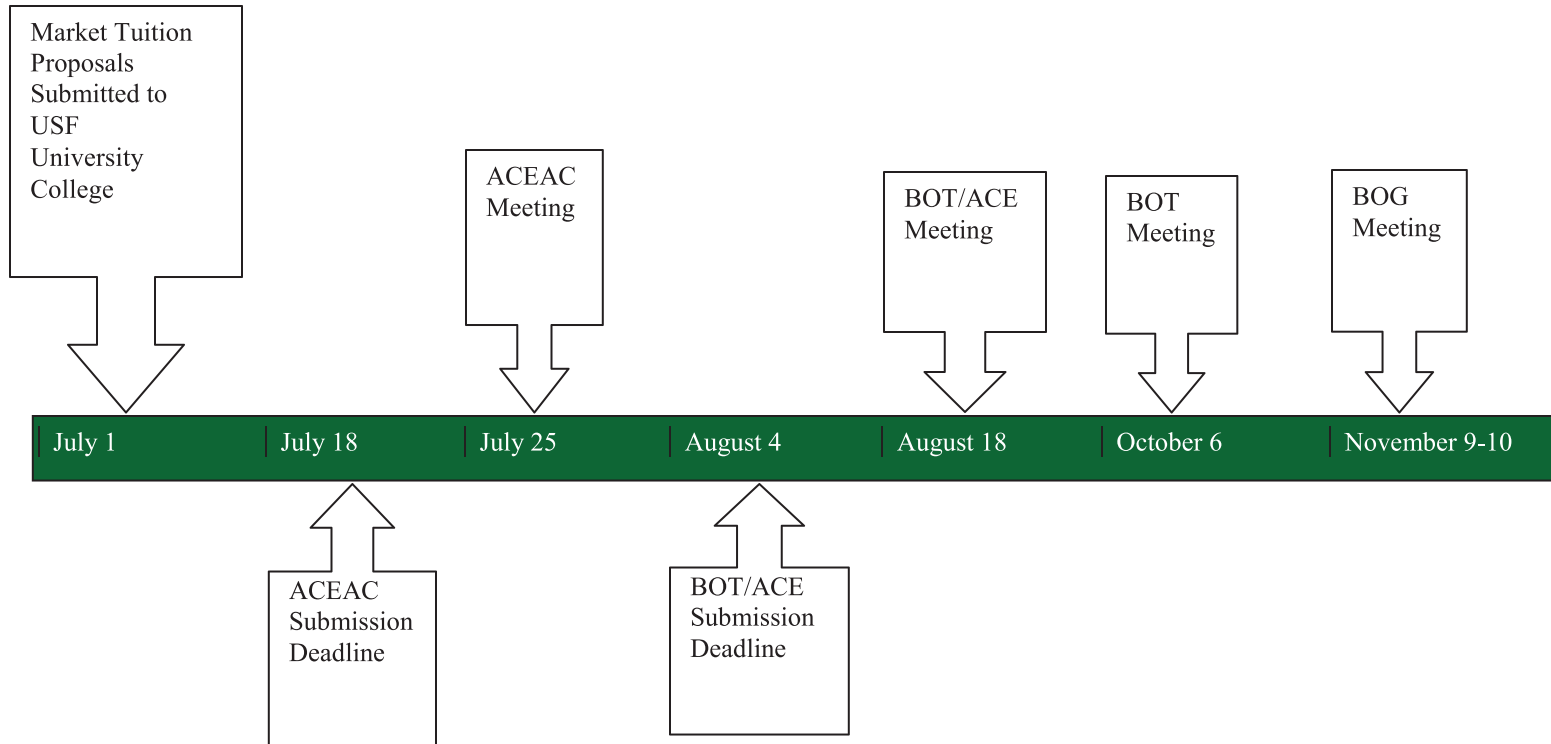 Market Tuition
Proposals
Submitted to
USF
University
College
ACEAC
Meeting
BOT/ACE
Meeting
BOT
Meeting
BOG
Meeting
July 1
July 18
July 25
August 4
August 18
October 6
November 9-10
ACEAC
Submission
Deadline
BOT/ACE
Submission
Deadline